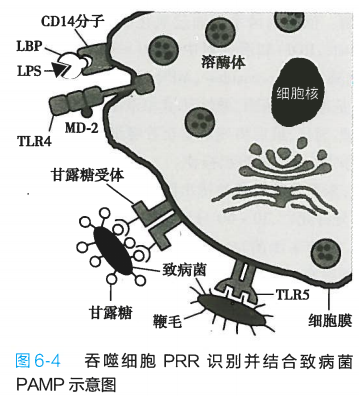 CD14分子
LBP
LPS
溶酶体
细胞核
TLR4
MD-2
甘露糖受体
致病菌
TLR5
甘露糖
鞭毛
细胞膜
图6-4 吞噬细胞 PRR 识别并结合致病菌
PAMP 示意图